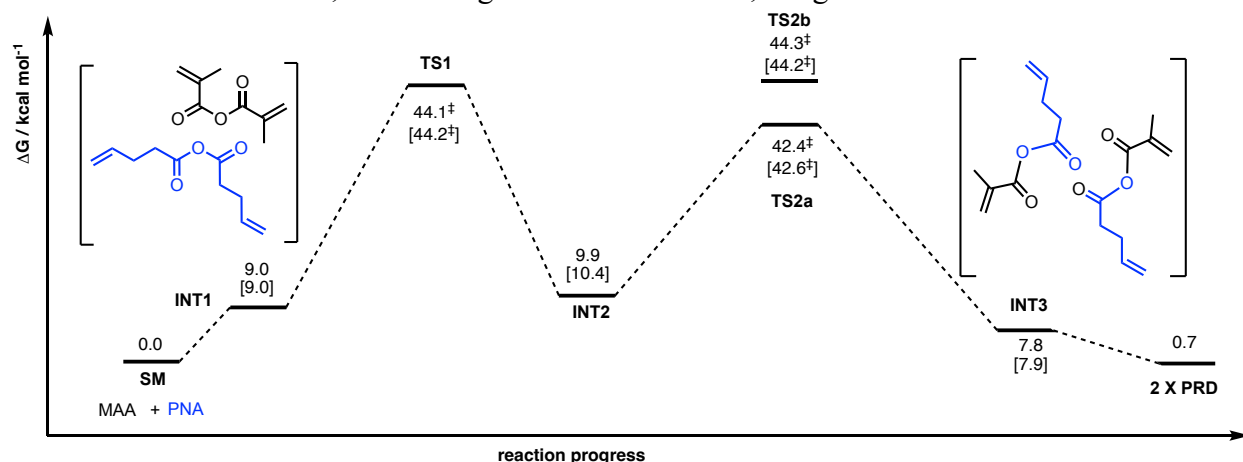 TS2b
44.3‡
[44.2‡]
TS1
44.1‡
[44.2‡]
42.4‡
[42.6‡]
TS2a
ΔG / kcal mol-1
O
O
O
O
O
O
O
O
O
O
O
O
9.0
[9.0]
INT1
9.9
[10.4]
INT2
INT3
7.8
[7.9]
0.0
SM
MAA + PNA
0.7
2 X PRD
reaction progress